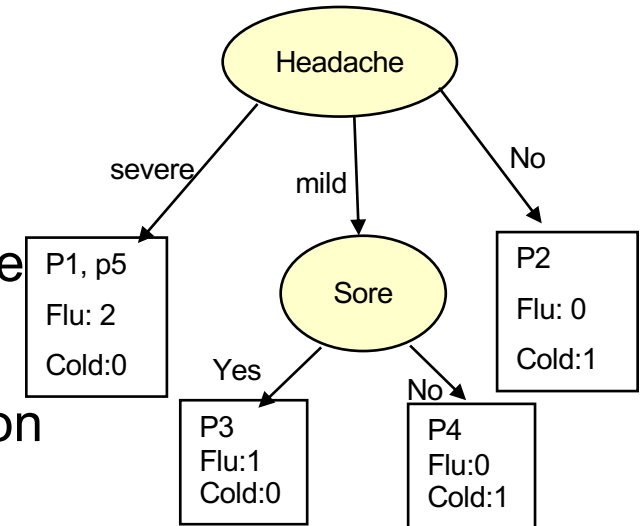 Headache
severe
mild
No
e
P1, p5
Flu: 2
Cold:0
Sore
P2
Flu: 0
Cold:1
Yes
No
on
P3
Flu:1
Cold:0
P4
Flu:0
Cold:1